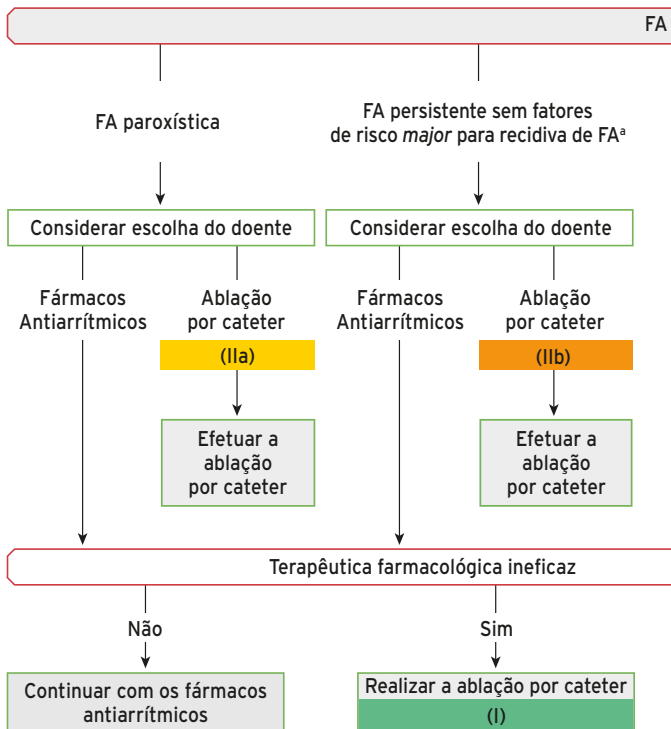 FA
FA paroxística
FA persistente sem fatores
de risco major para recidiva de FAª
Considerar escolha do doente
Considerar escolha do doente
Fármacos
Antiarrítmicos
Ablação
por cateter
(IIa)
Fármacos
Antiarrítmicos
Ablação
por cateter
(IIb)
Efetuar a
ablação
por cateter
Efetuar a
ablação
por cateter
Terapêutica farmacológica ineficaz
Não
Sim
Continuar com os fármacos
antiarrítmicos
Realizar a ablação por cateter
(I)